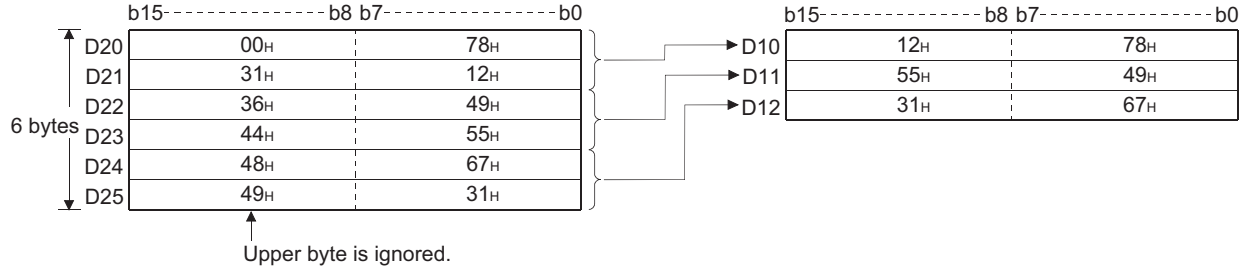 b15 b8 b7 b0 b15 b8 b7 b0
D20 00H 78H D10 12H 78H
D21 31H 12H D11 55H 49H
D22 36H 49H D12 31H 67H
6 bytes
D23 44H 55H
D24 48H 67H
D25 49H 31H
Upper byte is ignored.